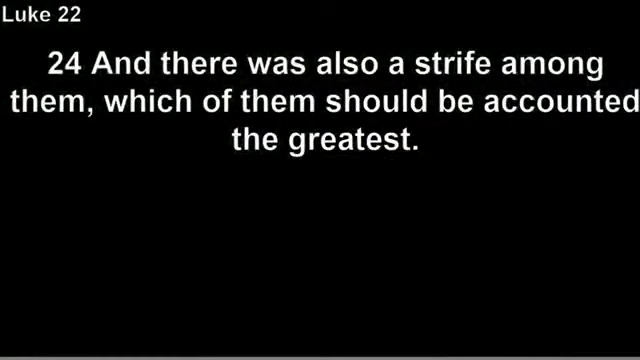 Luke 22
24 And there was also a strife among
them, which of them should be accounted
the greatest.